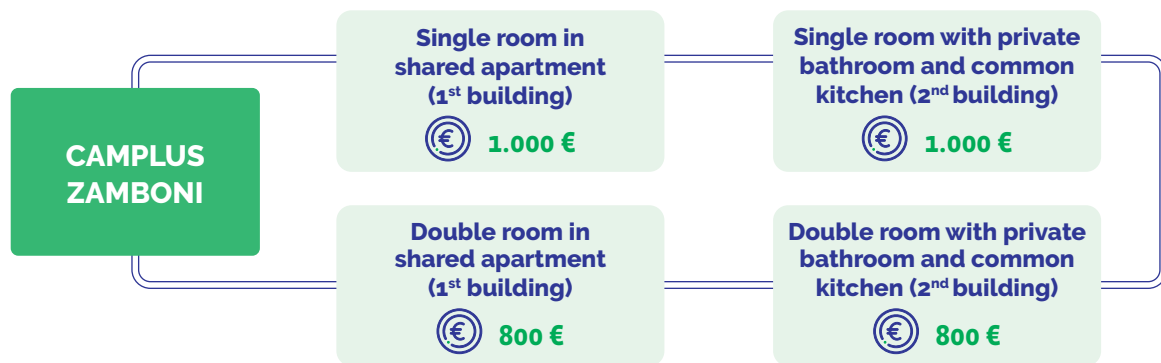 CAMPLUS
ZAMBONI
Single room in
shared apartment
(1st building)
€ 1.000 €
Single room with private
bathroom and common
kitchen (2nd building)
€ 1.000 €
Double room in
shared apartment
(1st building)
€ 800 €
Double room with private
bathroom and common
kitchen (2nd building)
€ 800 €